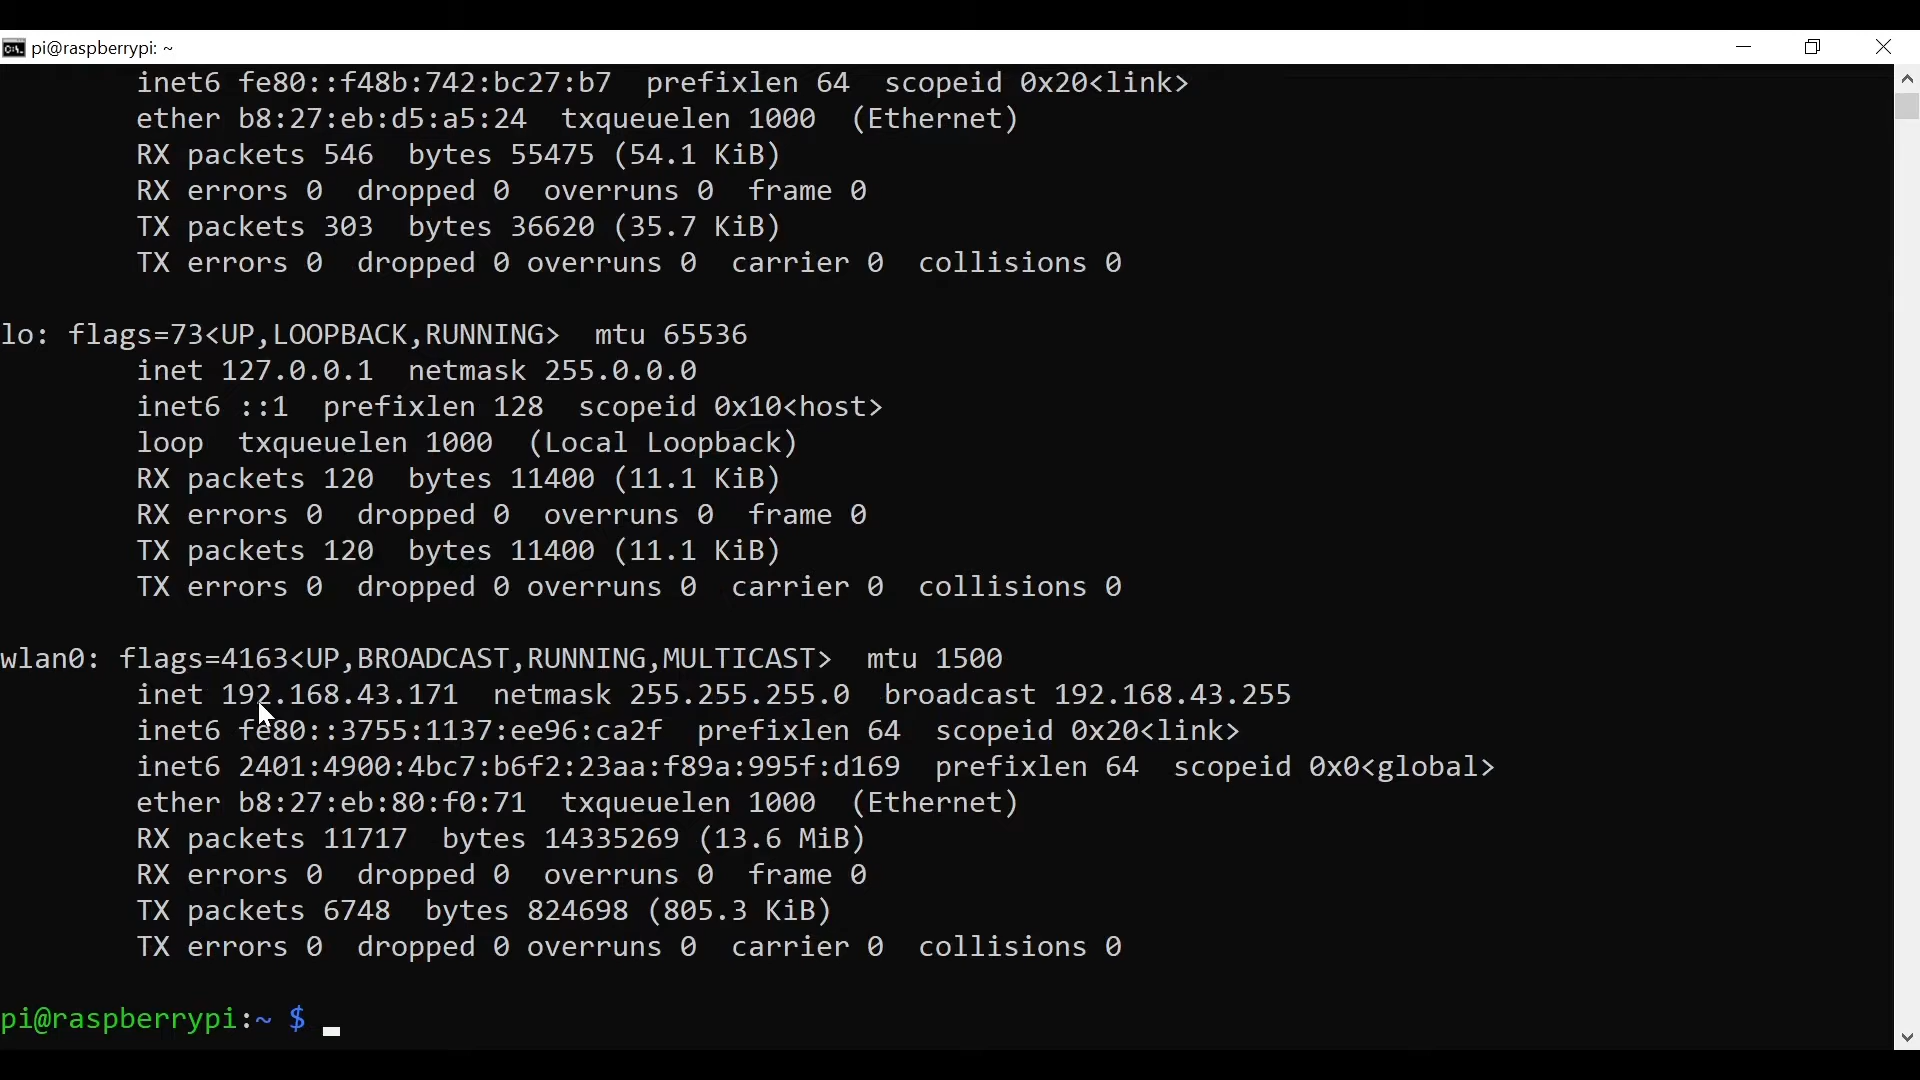 pi@raspberrypi: ~
inet6 fe80::f48b:742:bc27:b7  prefixlen 64  scopeid 0x20<link>
ether b8:27:eb:d5:a5:24  txqueuelen 1000  (Ethernet)
RX packets 546  bytes 55475 (54.1 KiB)
RX errors 0  dropped 0  overruns 0  frame 0
TX packets 303  bytes 36620 (35.7 KiB)
TX errors 0  dropped 0 overruns 0  carrier 0  collisions 0
lo: flags=73<UP,LOOPBACK,RUNNING>  mtu 65536
inet 127.0.0.1  netmask 255.0.0.0
inet6 ::1  prefixlen 128  scopeid 0x10<host>
loop  txqueuelen 1000  (Local Loopback)
RX packets 120  bytes 11400 (11.1 KiB)
RX errors 0  dropped 0  overruns 0  frame 0
TX packets 120  bytes 11400 (11.1 KiB)
TX errors 0  dropped 0 overruns 0  carrier 0  collisions 0
wlan0: flags=4163<UP,BROADCAST,RUNNING,MULTICAST>  mtu 1500
inet 192.168.43.171  netmask 255.255.255.0  broadcast 192.168.43.255
inet6 fe80::3755:1137:ee96:ca2f  prefixlen 64  scopeid 0x20<link>
inet6 2401:4900:4bc7:b6f2:23aa:f89a:995f:d169  prefixlen 64  scopeid 0x0<global>
ether b8:27:eb:80:f0:71  txqueuelen 1000  (Ethernet)
RX packets 11717  bytes 14335269 (13.6 MiB)
RX errors 0  dropped 0  overruns 0  frame 0
TX packets 6748  bytes 824698 (805.3 KiB)
TX errors 0  dropped 0 overruns 0  carrier 0  collisions 0
pi@raspberrypi:~ $